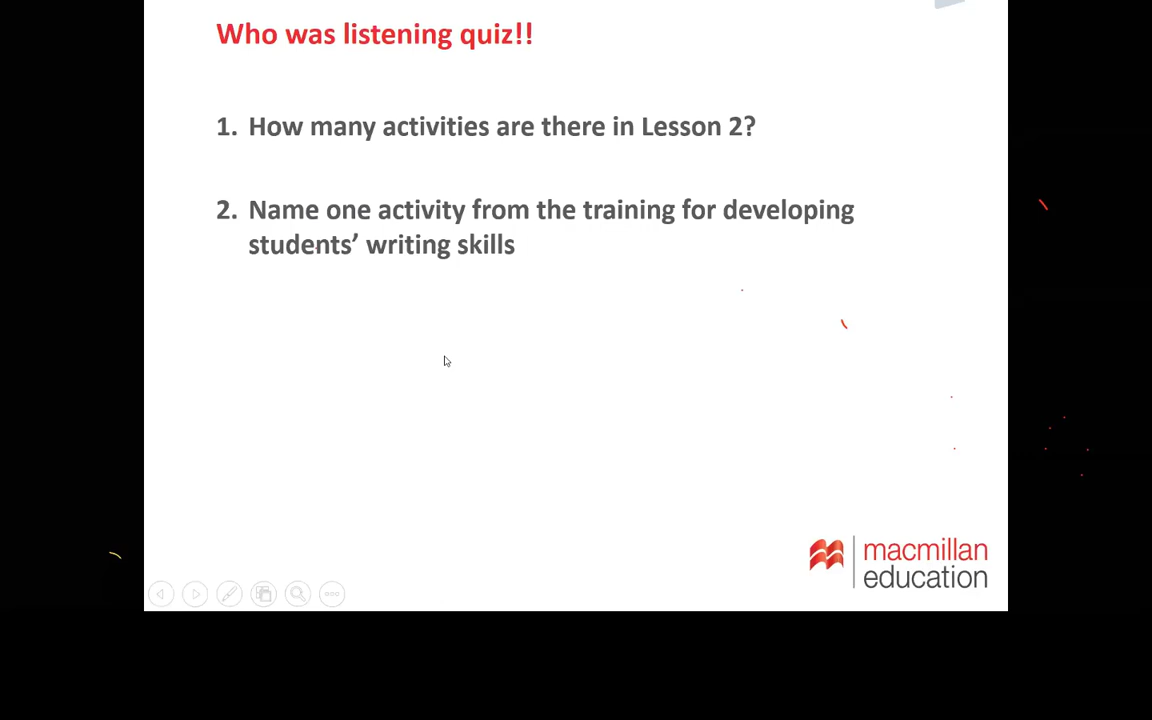 Who was listening quiz!!
1. How many activities are there in Lesson 2?
2. Name one activity from the training for developing
students’ writing skills
macmillan
education